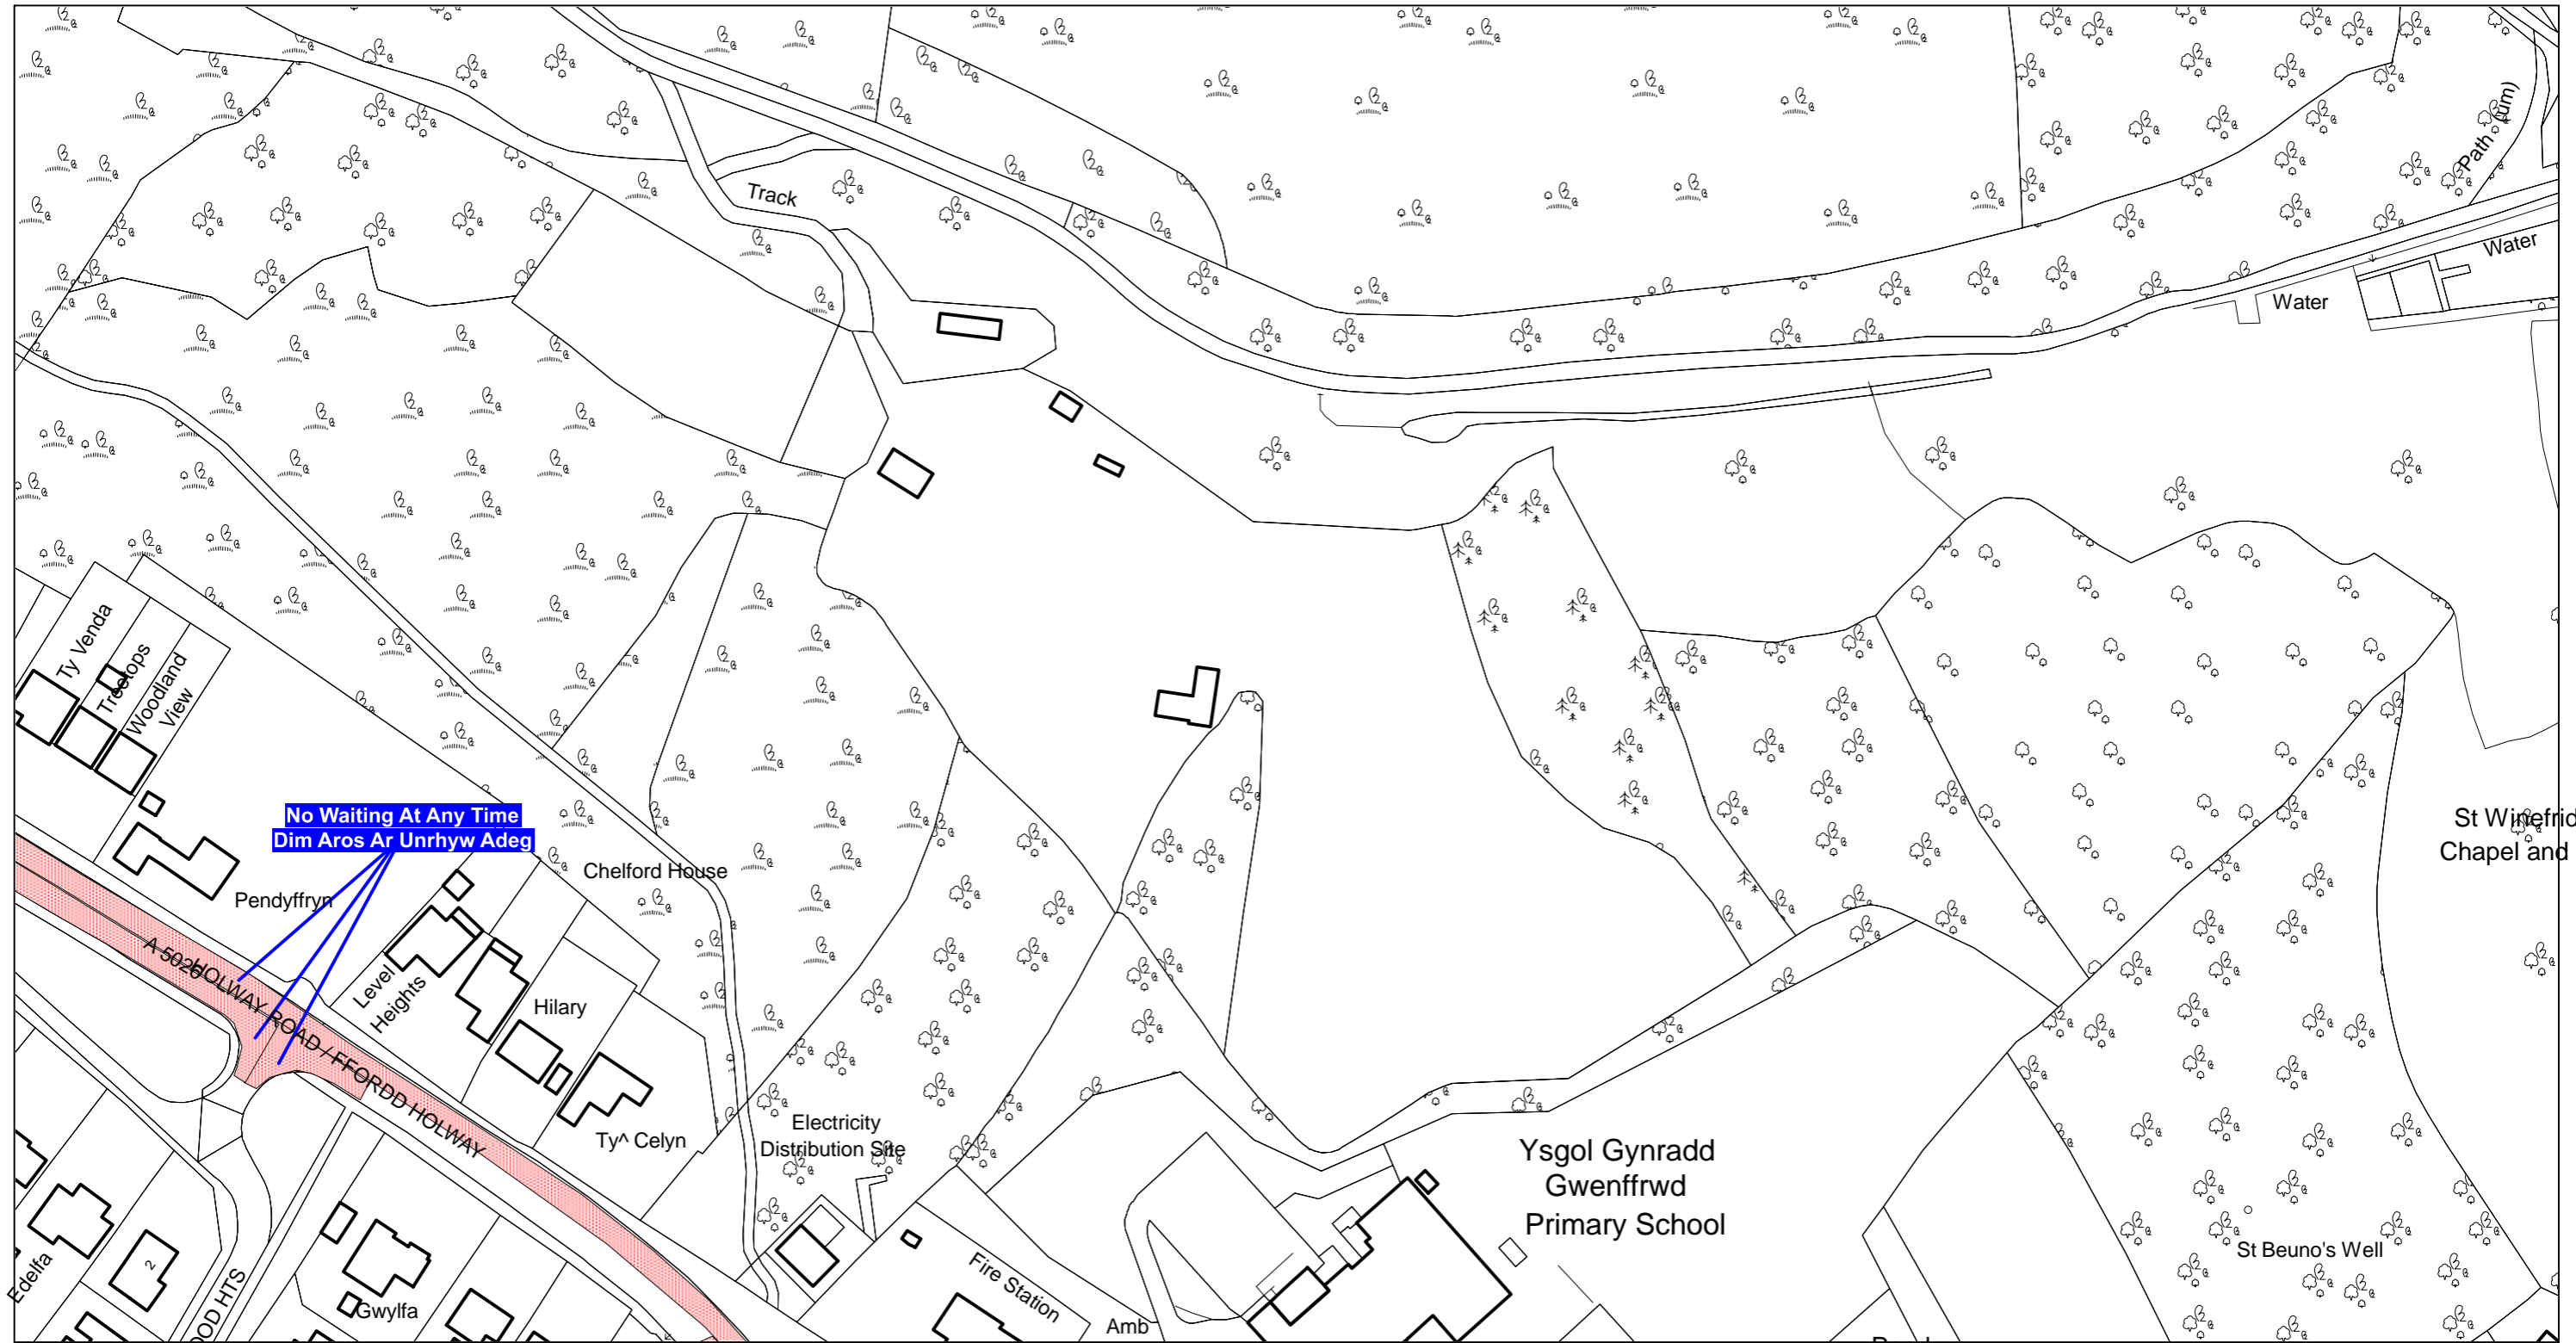 Path (um)
Track
Water
Water
Ty Venda
Treetops
Woodland
View
No Waiting At Any Time
Dim Aros Ar Unrhyw Adeg
St Winefrid
Chapel and
Chelford House
Pendyffryn
A 5026
HOLWAY ROAD / FFORDD HOLWAY
Level
Heights
Hilary
Ty^ Celyn
Electricity
Distribution Site
Ysgol Gynradd
Gwenffrwd
Primary School
St Beuno's Well
Edelfa
2
OOD HTS
Gwylfa
Fire Station
Amb